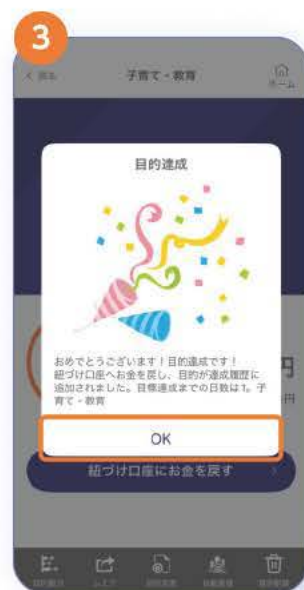 3
戻る
子育て・教育
ホーム
目的達成
おめでとうございます！目的達成です！
紐づけ口座へお金を戻し、目的が達成履歴に
追加されました。目標達成までの日数は1。子
育て・教育
円
円
OK
紐づけ口座にお金を戻す
シェア